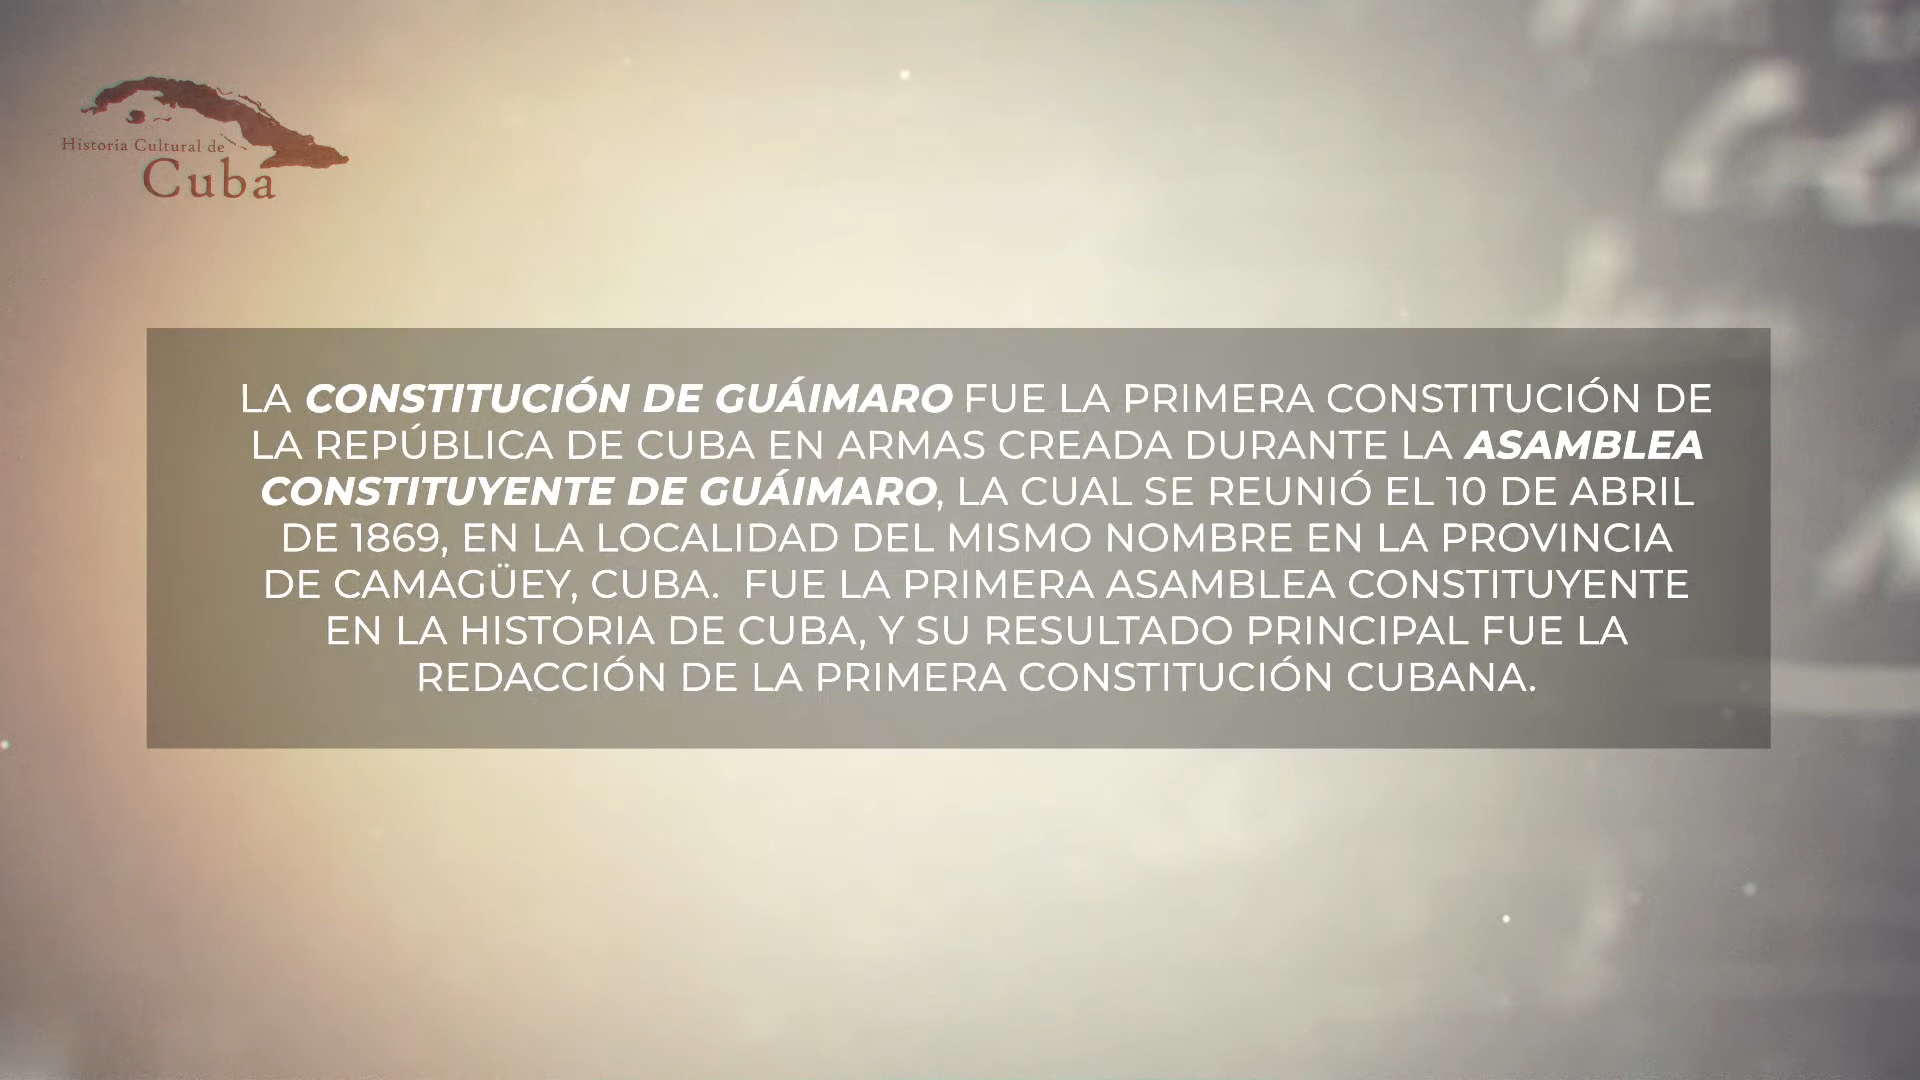 Historia Cultural de
Cuba
LA CONSTITUCIÓN DE GUÁIMARO FUE LA PRIMERA CONSTITUCIÓN DE
LA REPÚBLICA DE CUBA EN ARMAS CREADA DURANTE LA ASAMBLEA
CONSTITUYENTE DE GUÁIMARO, LA CUAL SE REUNIÓ EL 10 DE ABRIL
DE 1869, EN LA LOCALIDAD DEL MISMO NOMBRE EN LA PROVINCIA
DE CAMAGÜEY, CUBA.  FUE LA PRIMERA ASAMBLEA CONSTITUYENTE
EN LA HISTORIA DE CUBA, Y SU RESULTADO PRINCIPAL FUE LA
REDACCIÓN DE LA PRIMERA CONSTITUCIÓN CUBANA.